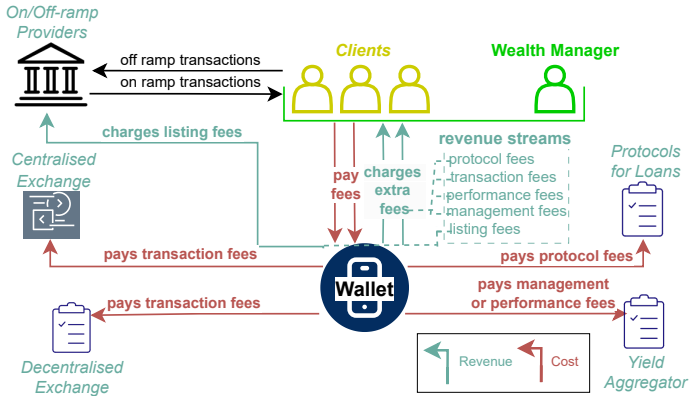 On/Off-ramp
Providers
off ramp transactions
on ramp transactions
Clients
Wealth Manager
charges listing fees
Centralised
Exchange
pay
fees
charges
extra
fees
revenue streams
protocol fees
transaction fees
performance fees
management fees
listing fees
Protocols
for Loans
pays transaction fees
pays protocol fees
Wallet
pays transaction fees
pays management
or performance fees
Decentralised
Exchange
Revenue
Cost
Yield
Aggregator